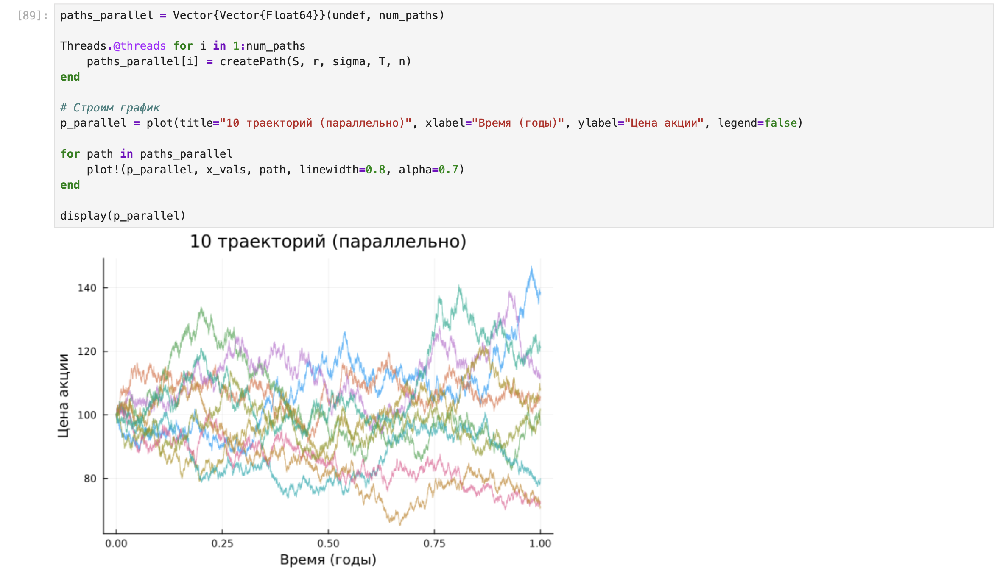 [89]:
paths_parallel = Vector{Vector{Float64}}(undef, num_paths)
Threads.@threads for i in 1:num_paths
    paths_parallel[i] = createPath(S, r, sigma, T, n)
end
# Строим график
p_parallel = plot(title="10 траекторий (параллельно)", xlabel="Время (годы)", ylabel="Цена акции", legend=false)
for path in paths_parallel
    plot!(p_parallel, x_vals, path, linewidth=0.8, alpha=0.7)
end
display(p_parallel)
10 траекторий (параллельно)
Цена акции
140
120
100
80
0.00 0.25 0.50 0.75 1.00
Время (годы)